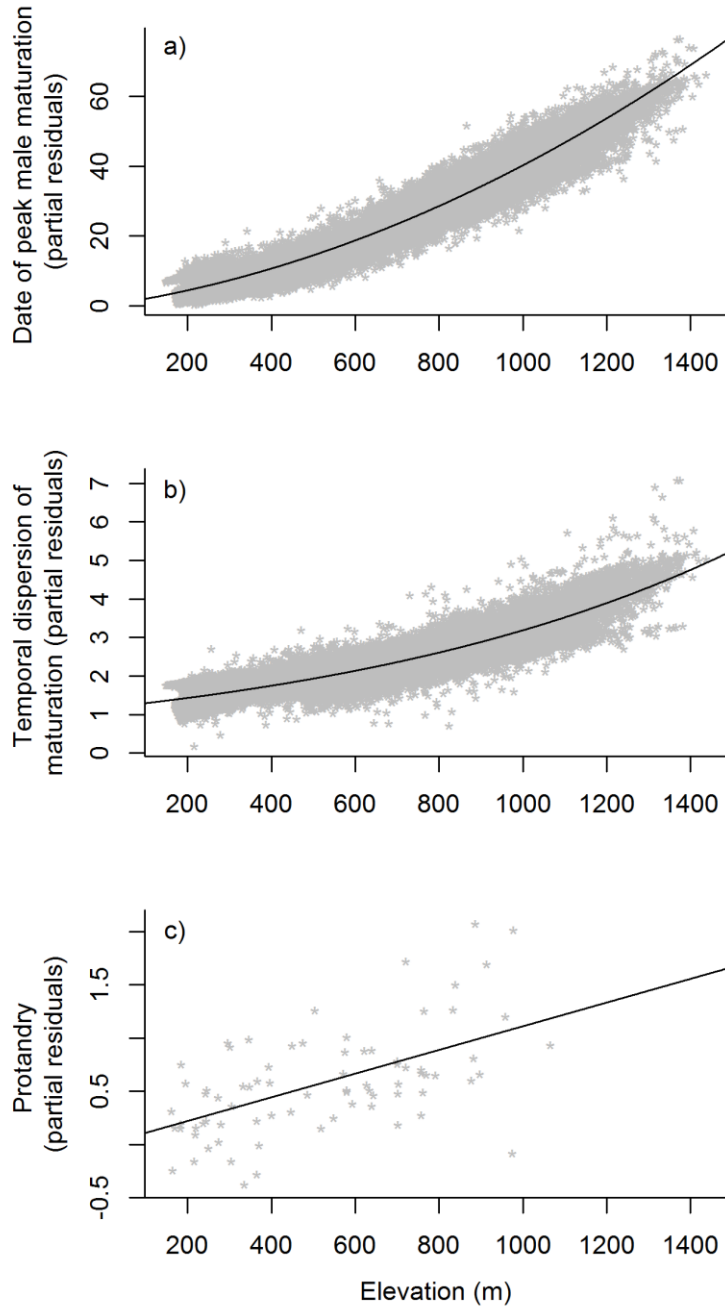 a)
Date of peak male maturation
(partial residuals)
60
40
20
0
200 400 600 800 1000 1200 1400
b)
Temporal dispersion of
maturation (partial residuals)
7
6
5
4
3
2
1
0
200 400 600 800 1000 1200 1400
c)
Protandry
(partial residuals)
1.5
0.5
-0.5
200 400 600 800 1000 1200 1400
Elevation (m)